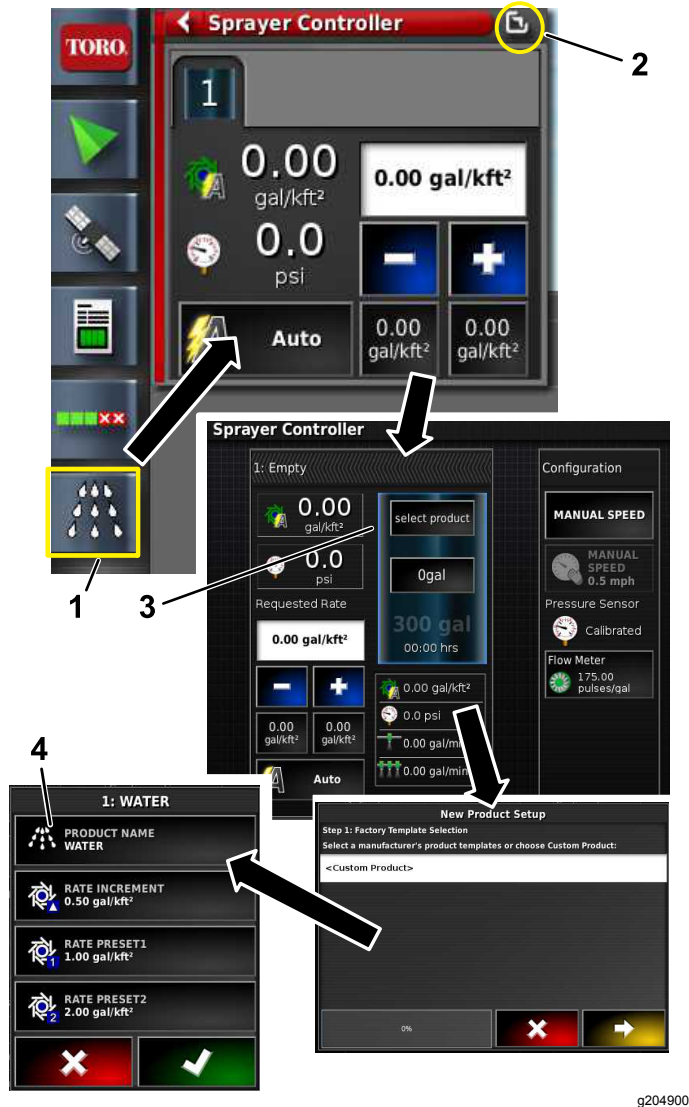 TORO.
Sprayer Controller
2
1
0.00
gal/kft²
0.00 gal/kft²
0.0
psi
Auto
0.00
gal/kft²
0.00
gal/kft²
1
Sprayer Controller
1: Empty
0.00
gal/kft²
0.0
psi
Requested Rate
0.00 gal/kft²
0.00
gal/kft²
0.00
gal/kft²
Auto
3
select product
0gal
300 gal
00:00 hrs
0.00 gal/kft²
0.0 psi
0.00 gal/min
0.00 gal/min
Configuration
MANUAL SPEED
MANUAL
SPEED
0.5 mph
Pressure Sensor
Calibrated
Flow Meter
175.00
pulses/gal
4
1: WATER
PRODUCT NAME
WATER
RATE INCREMENT
0.50 gal/kft²
RATE PRESET1
1.00 gal/kft²
1
RATE PRESET2
2.00 gal/kft²
2
New Product Setup
Step 1: Factory Template Selection
Select a manufacturer's product templates or choose Custom Product:
<Custom Product>
0%
g204900